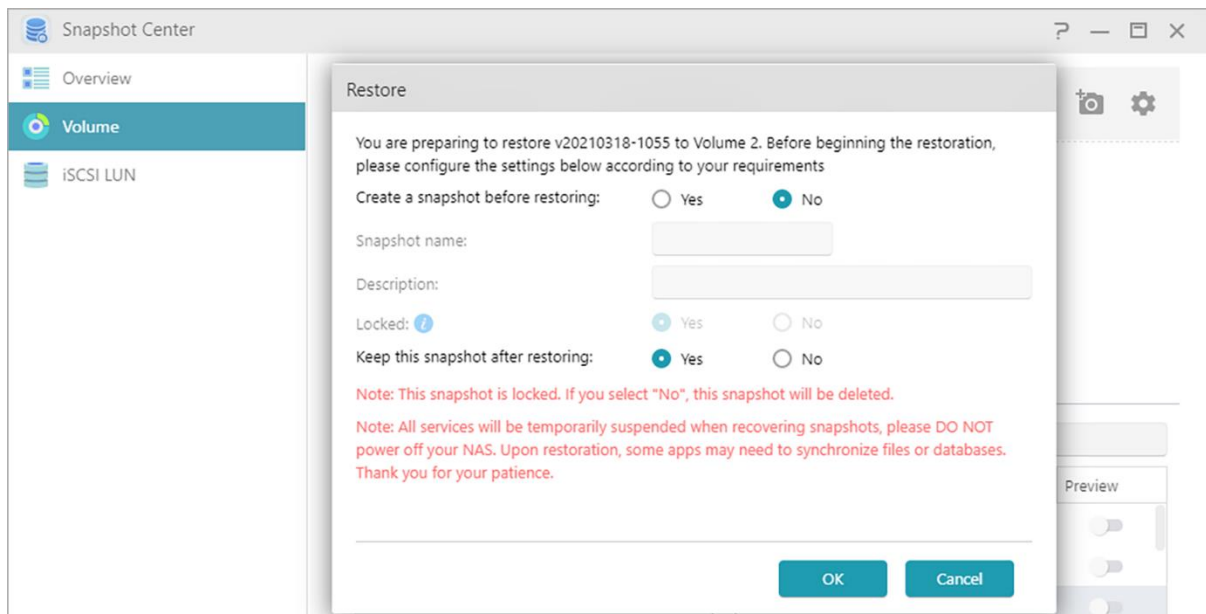 Snapshot Center
Overview
Volume
iSCSI LUN
Restore
You are preparing to restore v20210318-1055 to Volume 2. Before beginning the restoration,
please configure the settings below according to your requirements
Create a snapshot before restoring: Yes No
Snapshot name:
Description:
Locked: i Yes No
Keep this snapshot after restoring: Yes No
Note: This snapshot is locked. If you select "No", this snapshot will be deleted.
Note: All services will be temporarily suspended when recovering snapshots, please DO NOT
power off your NAS. Upon restoration, some apps may need to synchronize files or databases.
Thank you for your patience.
Preview
OK Cancel